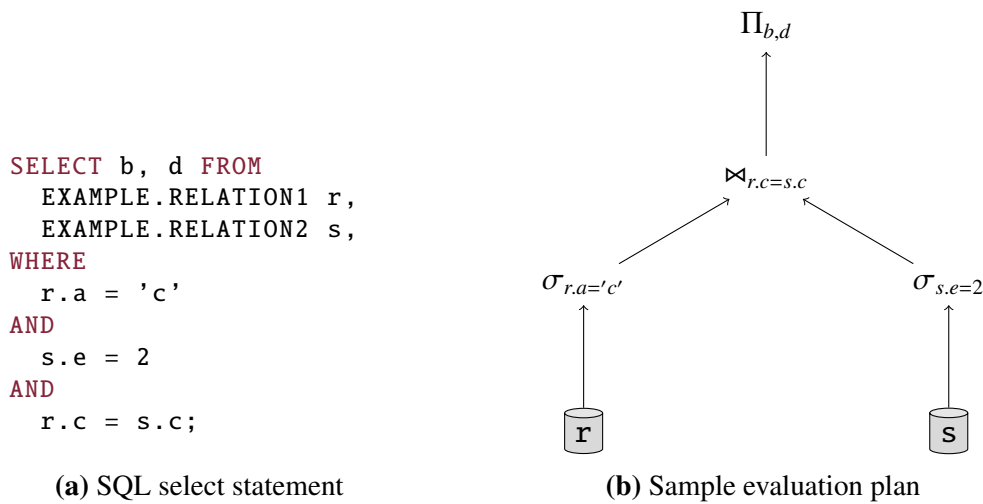 SELECT b, d FROM
EXAMPLE.RELATION1 r,
EXAMPLE.RELATION2 s,
WHERE
r.a = 'c'
AND
s.e = 2
AND
r.c = s.c;
(a) SQL select statement
Π_{b,d}
⋈_{r.c=s.c}
σ_{r.a='c'}
σ_{s.e=2}
r
s
(b) Sample evaluation plan